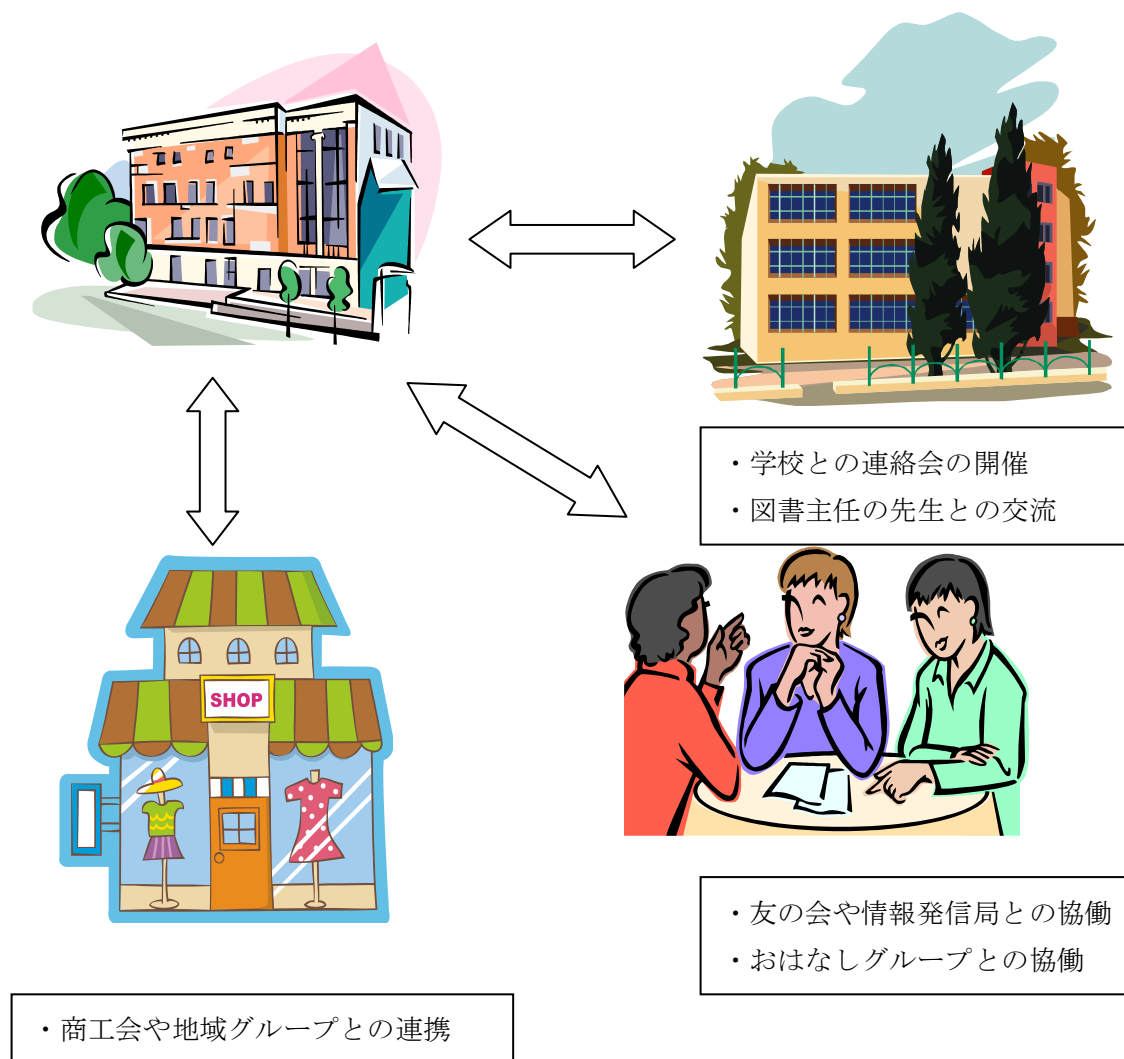 ・学校との連絡会の開催
・図書主任の先生との交流
SHOP
・友の会や情報発信局との協働
・おはなしグループとの協働
・商工会や地域グループとの連携